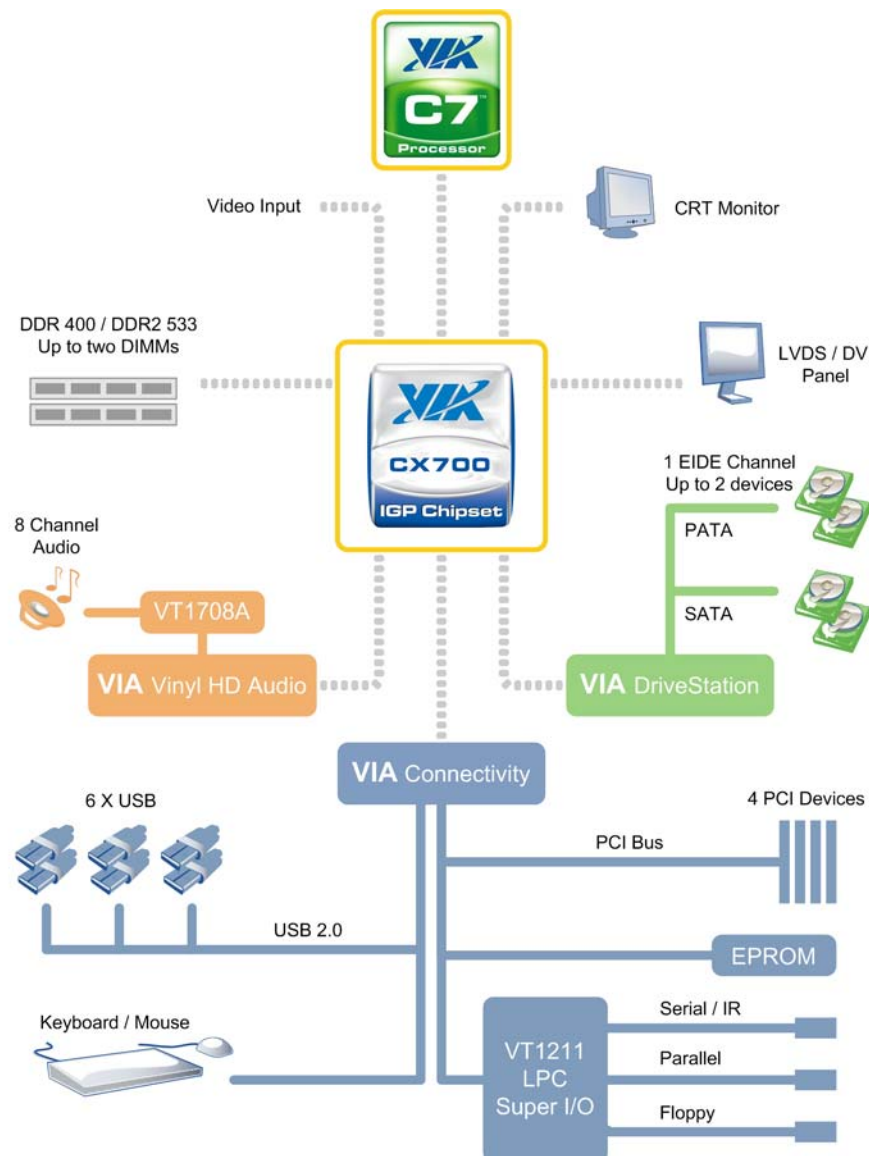 VIA
C7™
Processor
Video Input
CRT Monitor
DDR 400 / DDR2 533
Up to two DIMMs
LVDS / DVI
Panel
VIA
CX700
IGP Chipset
1 EIDE Channel
Up to 2 devices
PATA
SATA
8 Channel
Audio
VT1708A
VIA Vinyl HD Audio
VIA DriveStation
VIA Connectivity
6 X USB
4 PCI Devices
PCI Bus
USB 2.0
EPROM
Keyboard / Mouse
VT1211
LPC
Super I/O
Serial / IR
Parallel
Floppy